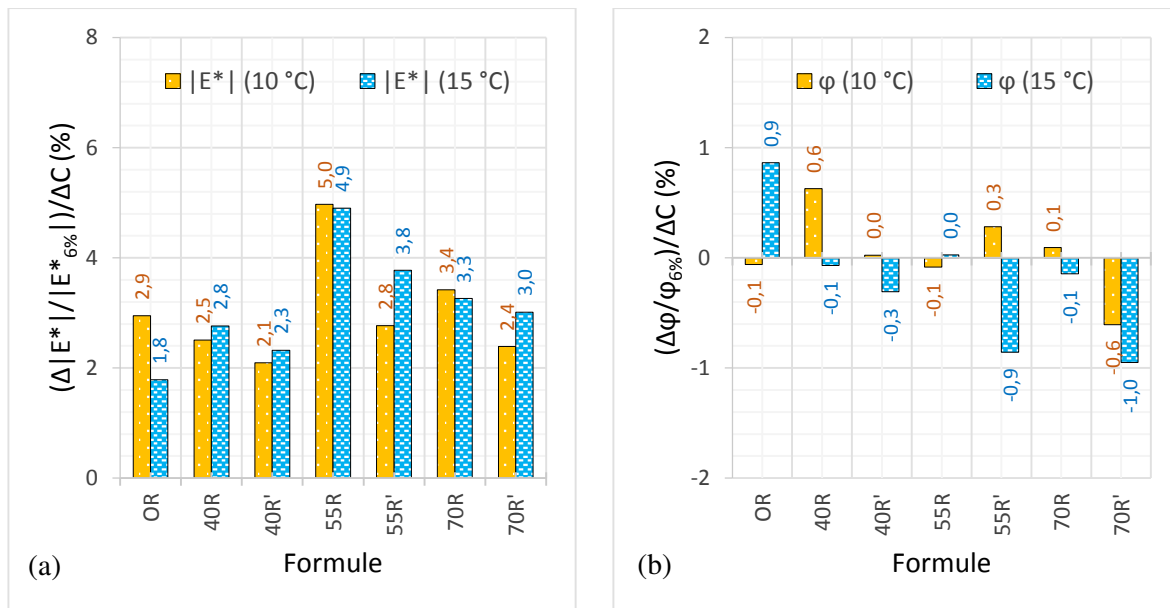 (Δ|E*|/|E*6%|)/ΔC (%)
8
6
4
2
0
|E*| (10 °C)
|E*| (15 °C)
2,9
1,8
2,5
2,8
2,1
2,3
5,0
4,9
2,8
3,8
3,4
3,3
2,4
3,0
OR
40R
40R'
55R
55R'
70R
70R'
Formule
(a)
(Δφ/φ6%)/ΔC (%)
2
1
0
-1
-2
φ (10 °C)
φ (15 °C)
-0,1
0,9
0,6
-0,1
0,0
-0,3
-0,1
0,0
0,3
-0,9
0,1
-0,1
-0,6
-1,0
OR
40R
40R'
55R
55R'
70R
70R'
Formule
(b)